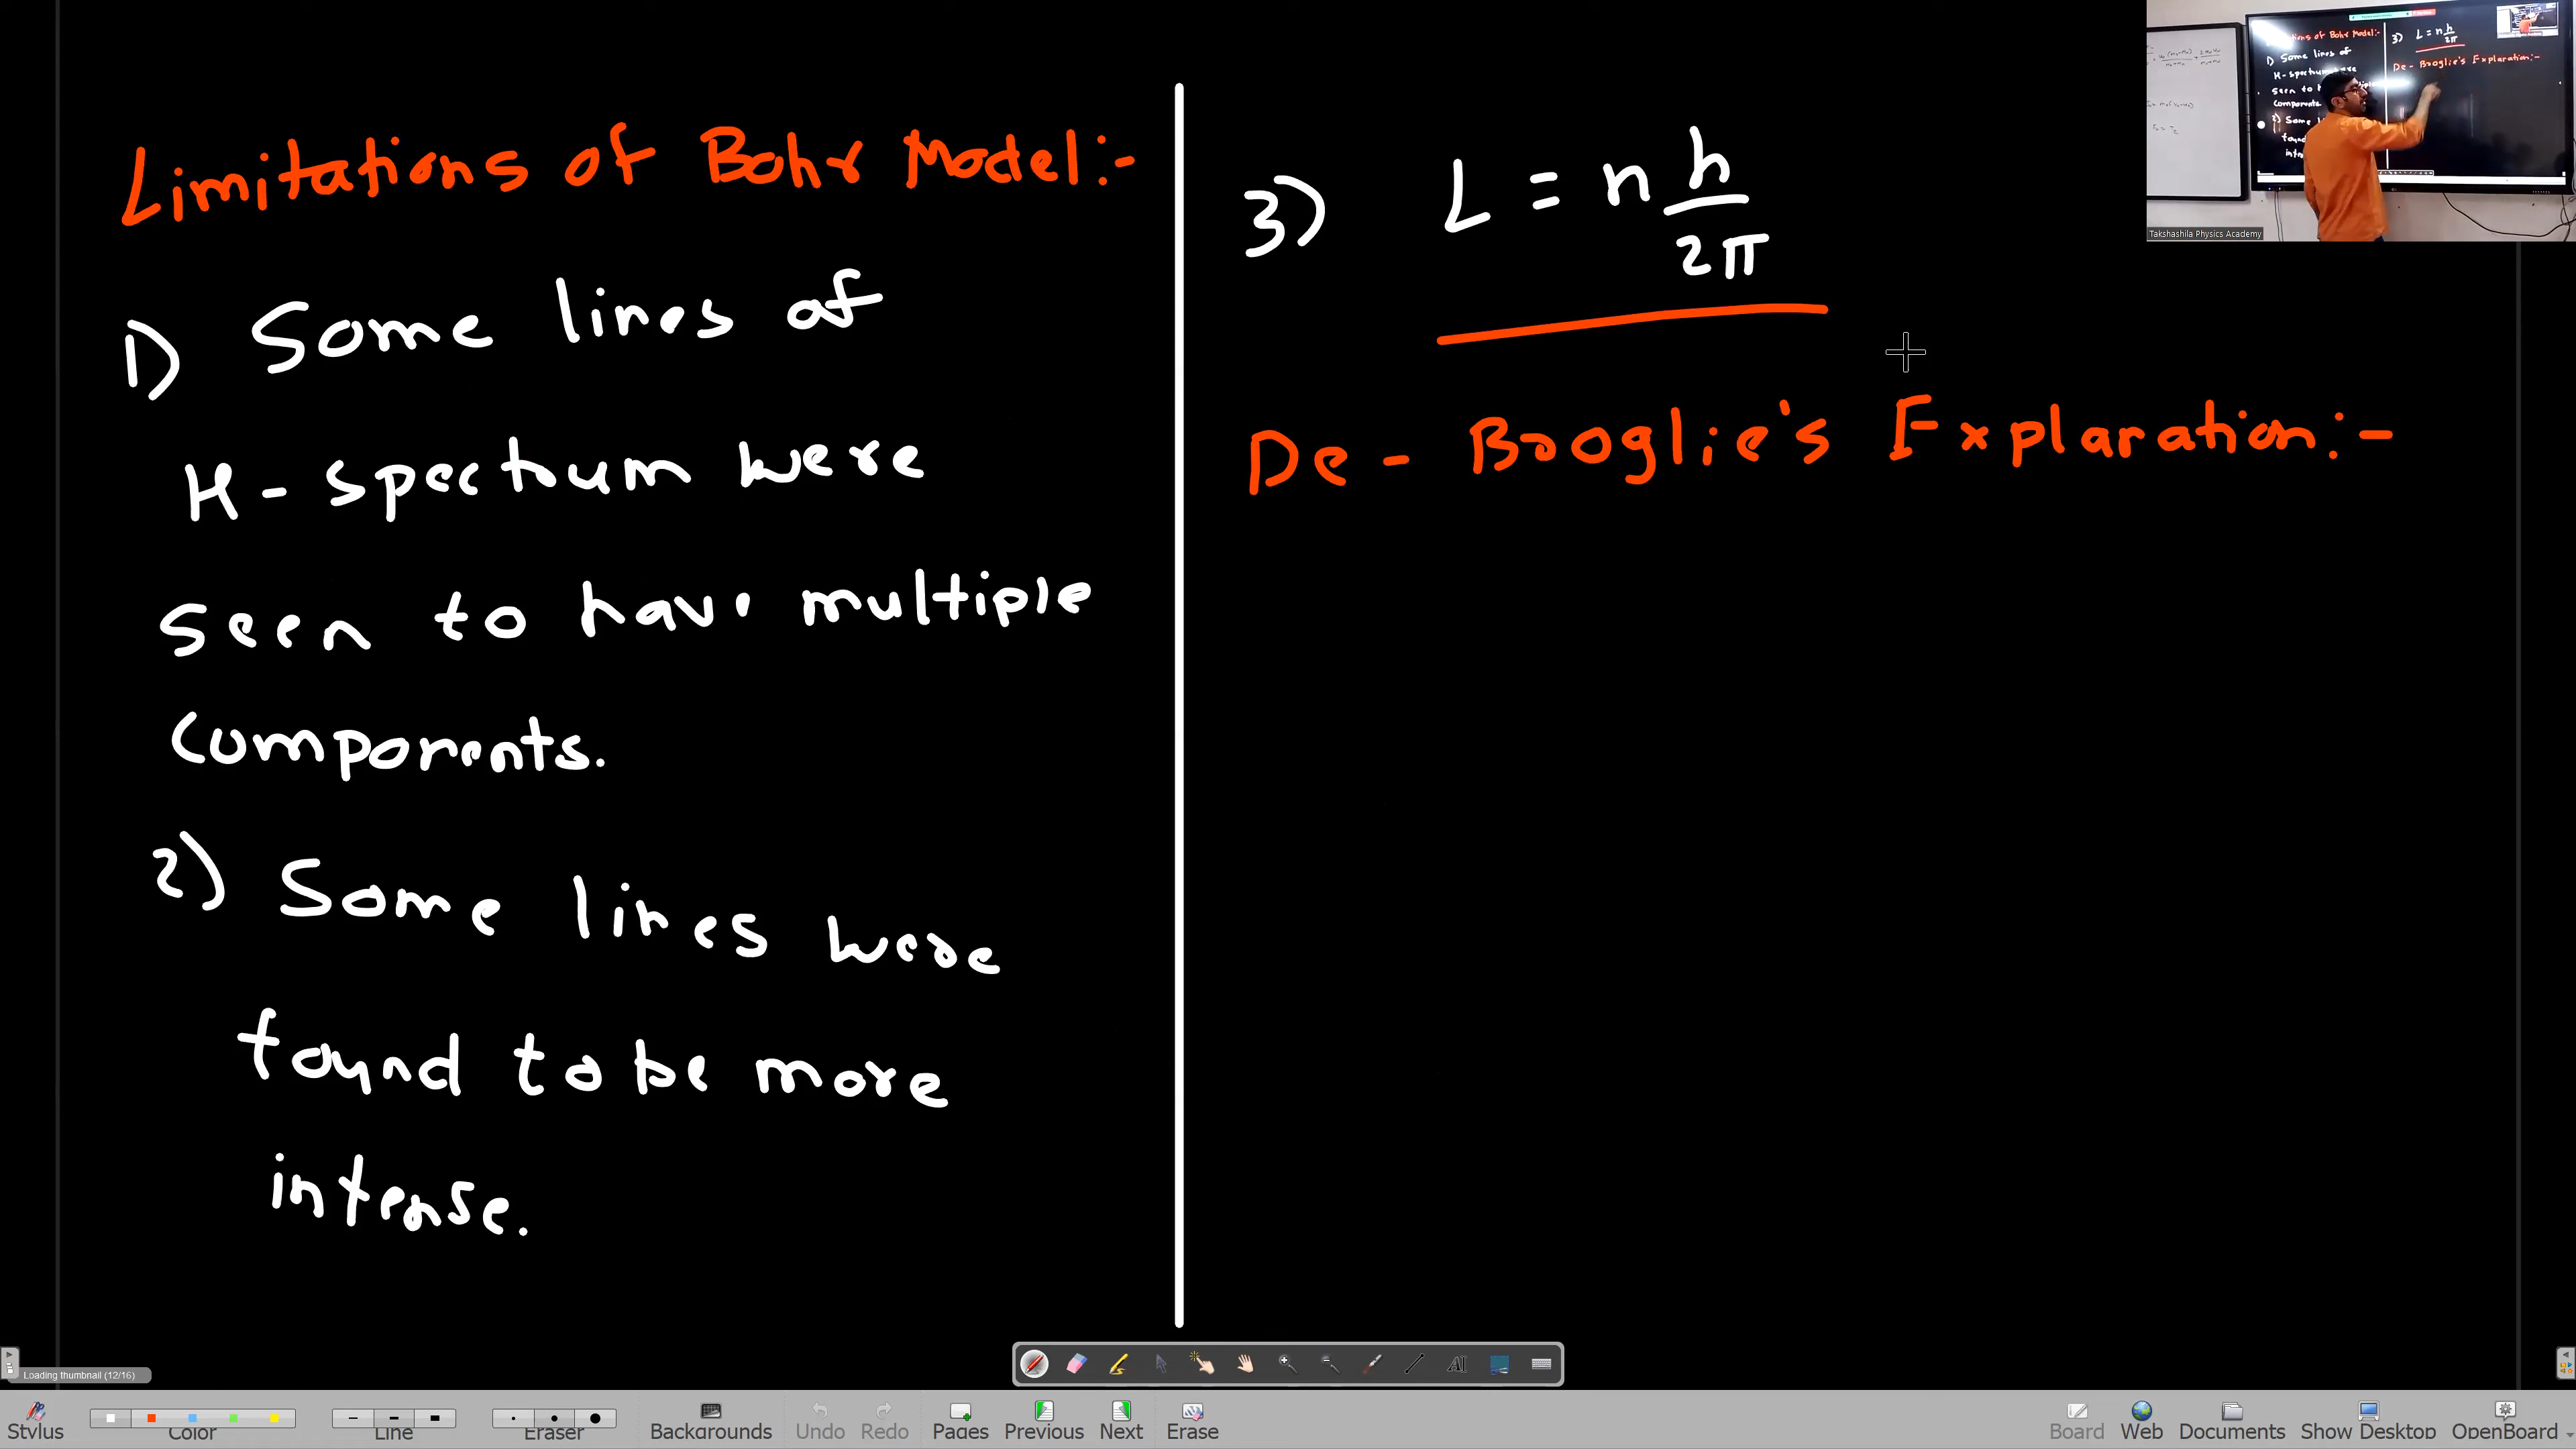 Limitations of Bohr Model:-
1) Some lines of
H- spectrum were
seen to have multiple
components.
2) Some lines were
found to be more
intense.
3) L = n h/2π
De - Broglie's Explanation:-
Takshashila Physics Academy
Loading thumbnail (12/16)
Stylus Color Line Eraser Backgrounds Undo Redo Pages Previous Next Erase Board Web Documents Show Desktop OpenBoard